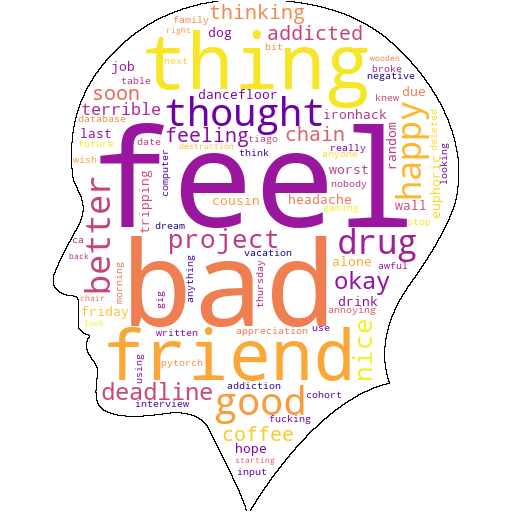 family
thinking
right
dog
addicted
bit
wooden
thing
job
next
broke
table
negative
soon
dancefloor
due
terrible
thought
ironhack
knew
database
last
feeling
chain
random
future
date
destruction
tiago
really
anyone
wish
computer
think
nobody
feel
happy
euphoric
deleted
looking
worst
tripping
cousin
headache
gaming
wall
stop
better
dream
project
drug
ca
back
vacation
alone
awful
bad
morning
anything
thursday
okay
chair
gig
drink
annoying
friday
look
written
appreciation
use
friend
nice
using
pytorch
deadline
addiction
good
cohort
interview
fucking
coffee
hope
starting
input